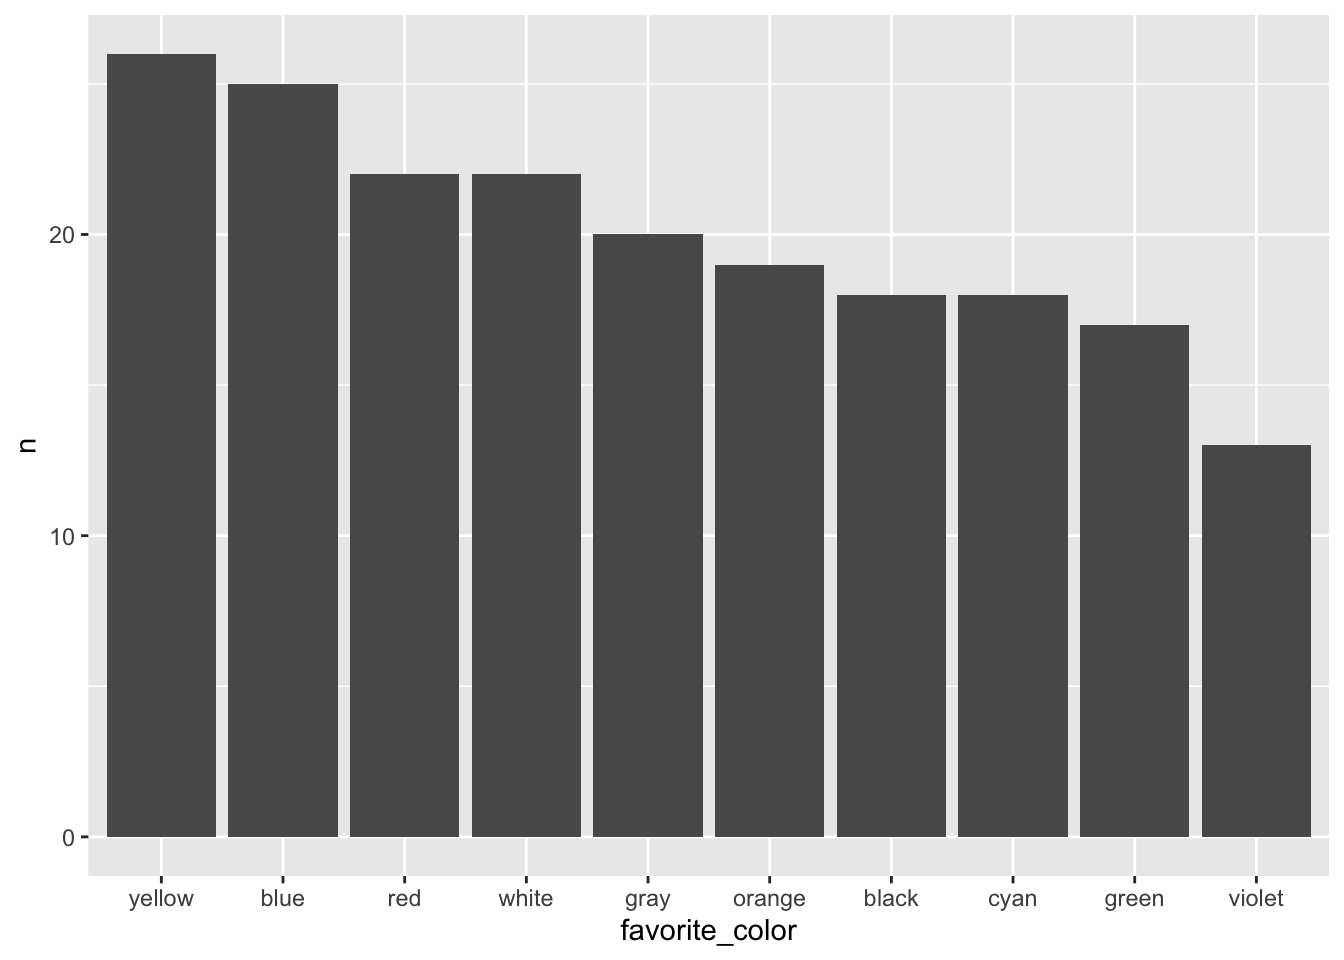 n
20
10
0
yellow blue red white gray orange black cyan green violet
favorite_color